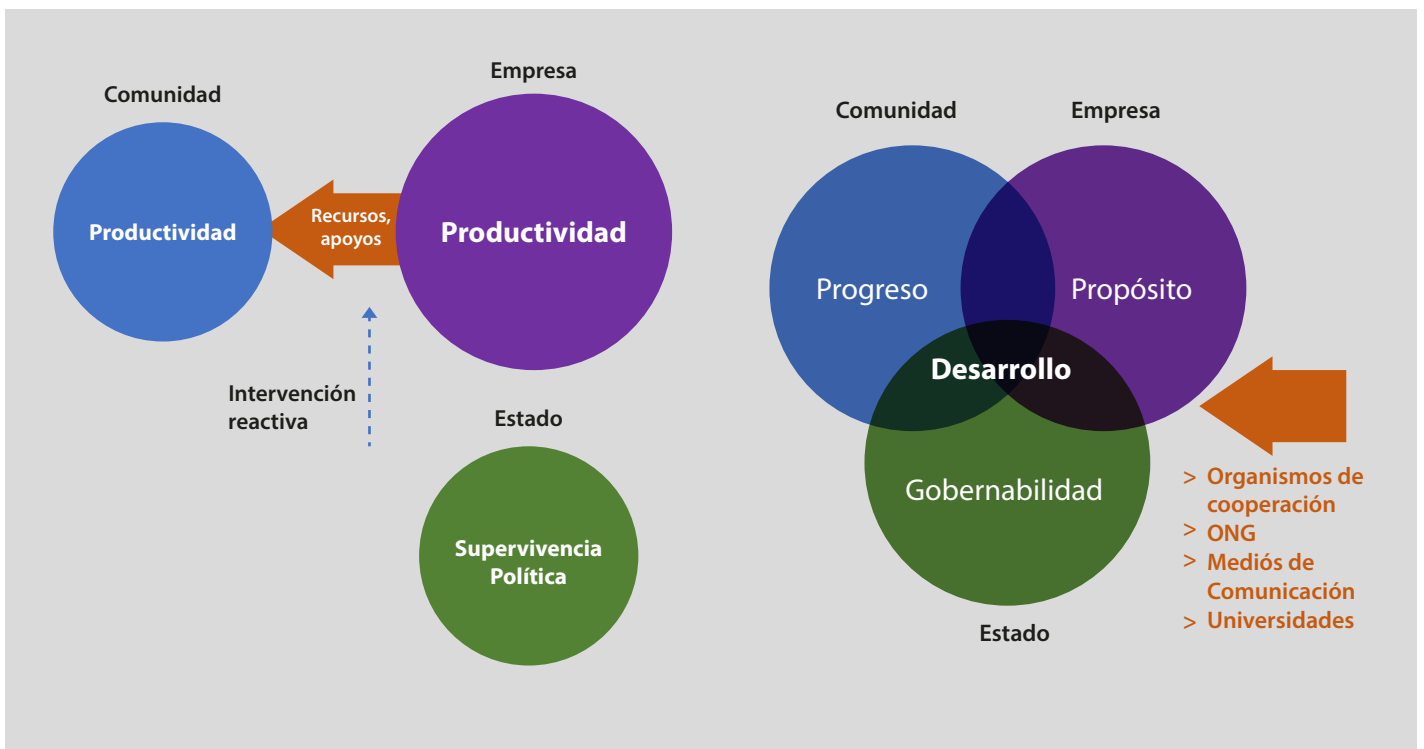 Comunidad
Empresa
Productividad
Recursos,
apoyos
Productividad
Intervención
reactiva
Estado
Supervivencia
Política
Comunidad
Empresa
Progreso
Propósito
Desarrollo
Gobernabilidad
Estado
> Organismos de
cooperación
> ONG
> Mediós de
Comunicación
> Universidades